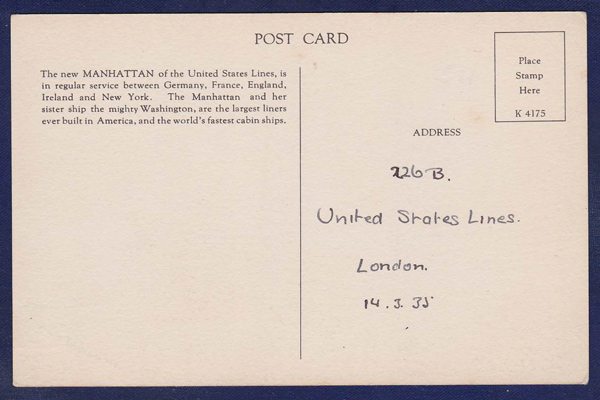 POST CARD
The new MANHATTAN of the United States Lines, is
in regular service between Germany, France, England,
Ireland and New York. The Manhattan and her
sister ship the mighty Washington, are the largest liners
ever built in America, and the world's fastest cabin ships.
Place
Stamp
Here
K 4175
ADDRESS
226B.
United States Lines.
London.
14.3.35